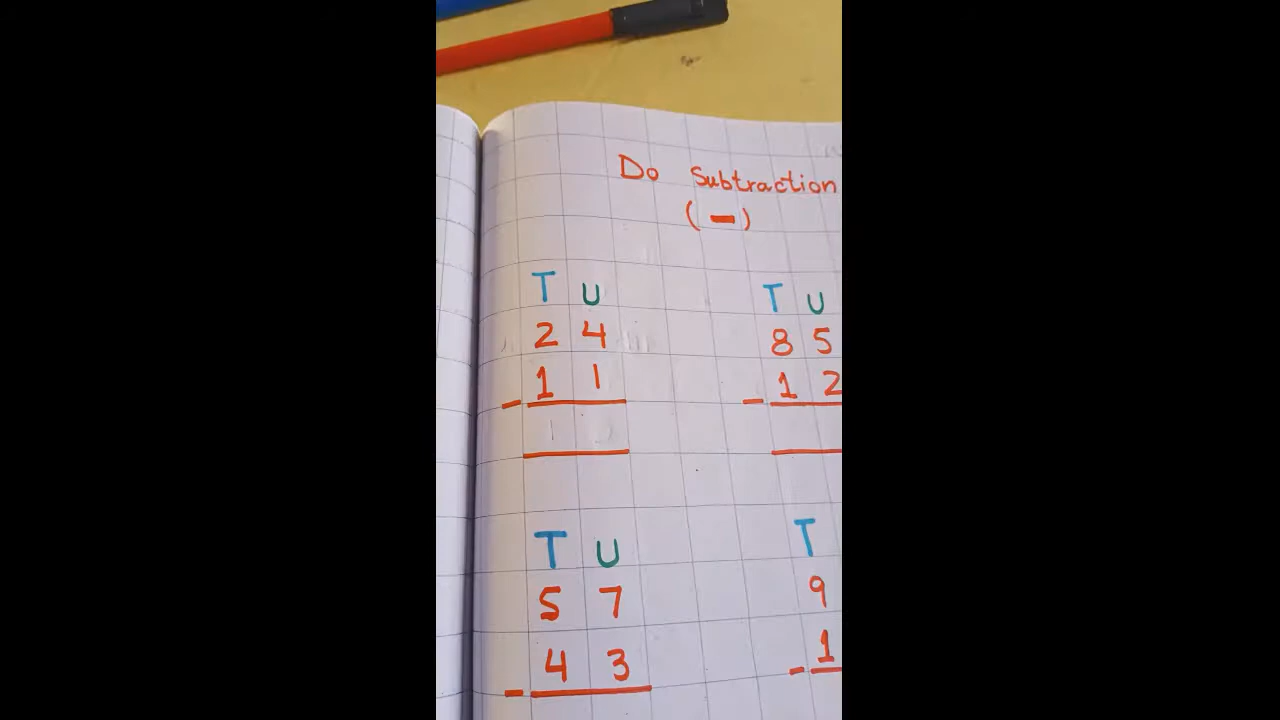 Do Subtraction
(-)
T U T U
2 4 8 5
1 1 1 2
- -
T U T
5 7 9
4 3 1
- -